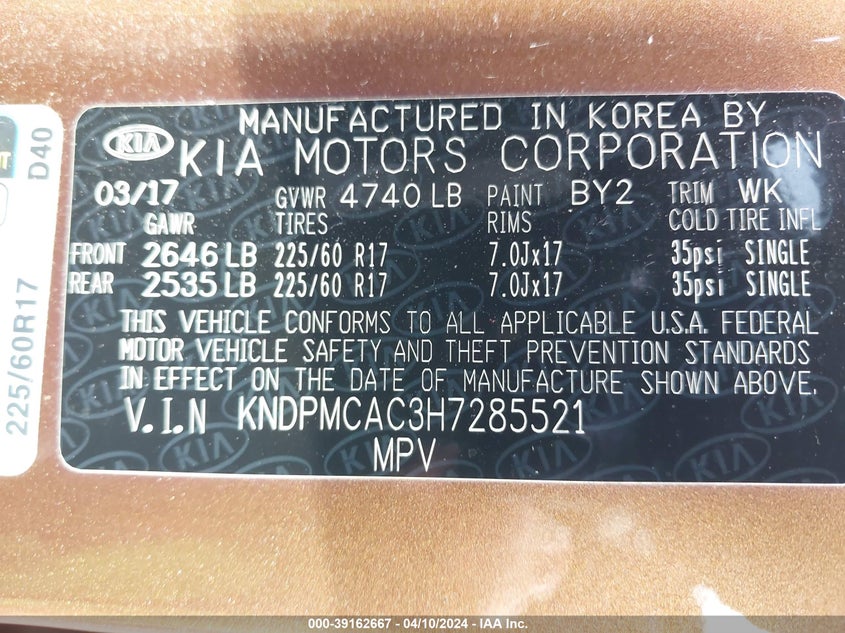 MANUFACTURED IN KOREA BY
KIA KIA MOTORS CORPORATION
03/17 GVWR 4740 LB PAINT BY2 TRIM WK
GAWR TIRES RIMS COLD TIRE INFL
FRONT 2646 LB 225/60 R17 7.0Jx17 35psi SINGLE
REAR 2535 LB 225/60 R17 7.0Jx17 35psi SINGLE
THIS VEHICLE CONFORMS TO ALL APPLICABLE U.S.A. FEDERAL
MOTOR VEHICLE SAFETY AND THEFT PREVENTION STANDARDS
IN EFFECT ON THE DATE OF MANUFACTURE SHOWN ABOVE.
V.I.N KNDPMCAC3H7285521
MPV
D40
225/60R17
000-39162667 - 04/10/2024 - IAA Inc.